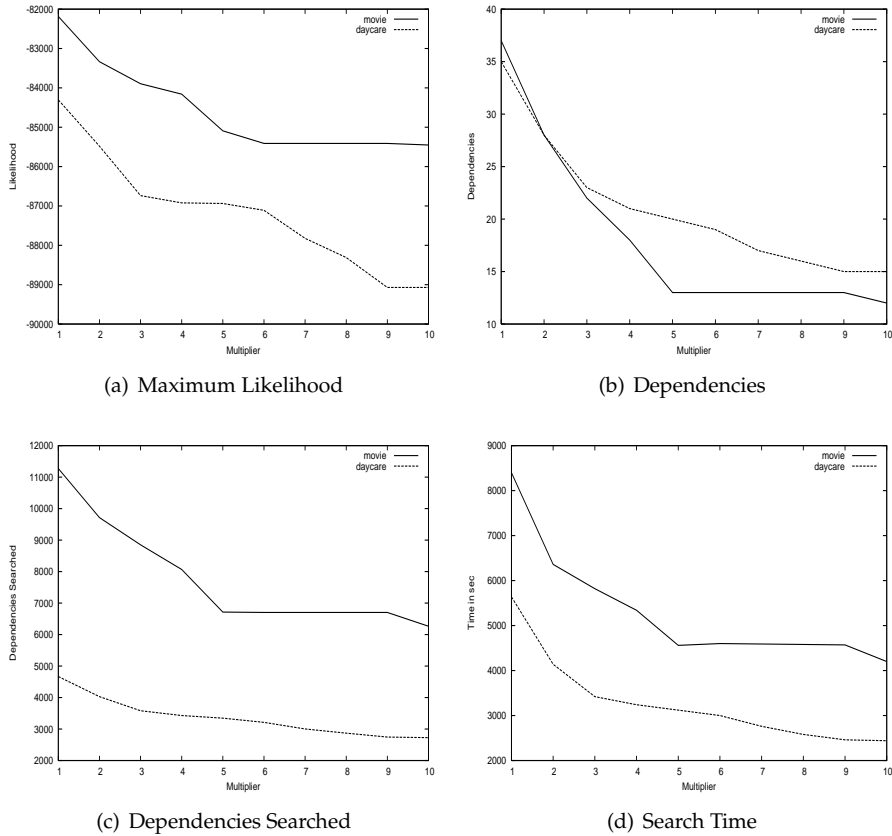 -82000
-83000
-84000
-85000
-86000
-87000
-88000
-89000
-90000
Likelihood
movie
daycare
1 2 3 4 5 6 7 8 9 10
Multiplier
(a) Maximum Likelihood
40
35
30
25
20
15
10
Dependencies
movie
daycare
1 2 3 4 5 6 7 8 9 10
Multiplier
(b) Dependencies
12000
11000
10000
9000
8000
7000
6000
5000
4000
3000
2000
Dependencies Searched
movie
daycare
1 2 3 4 5 6 7 8 9 10
Multiplier
(c) Dependencies Searched
9000
8000
7000
6000
5000
4000
3000
2000
Time in sec
movie
daycare
1 2 3 4 5 6 7 8 9 10
Multiplier
(d) Search Time